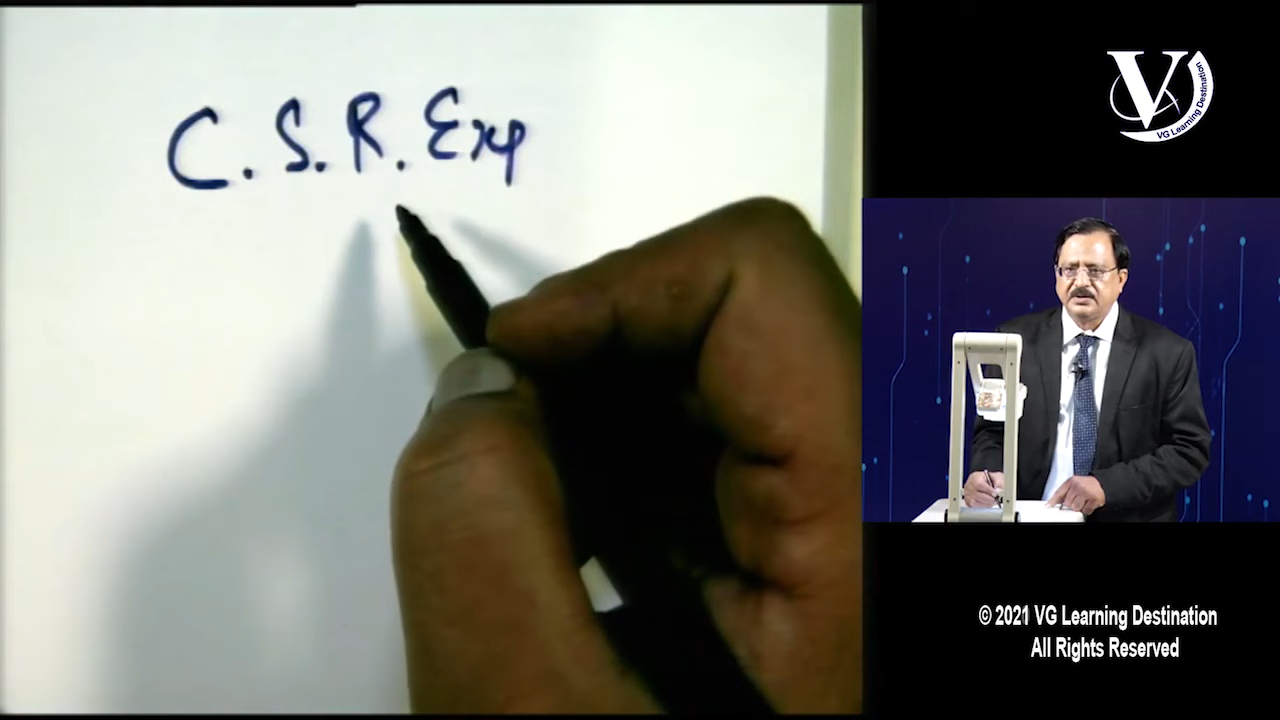 C. S. R. Exp
V
VG Learning Destination
© 2021 VG Learning Destination
All Rights Reserved